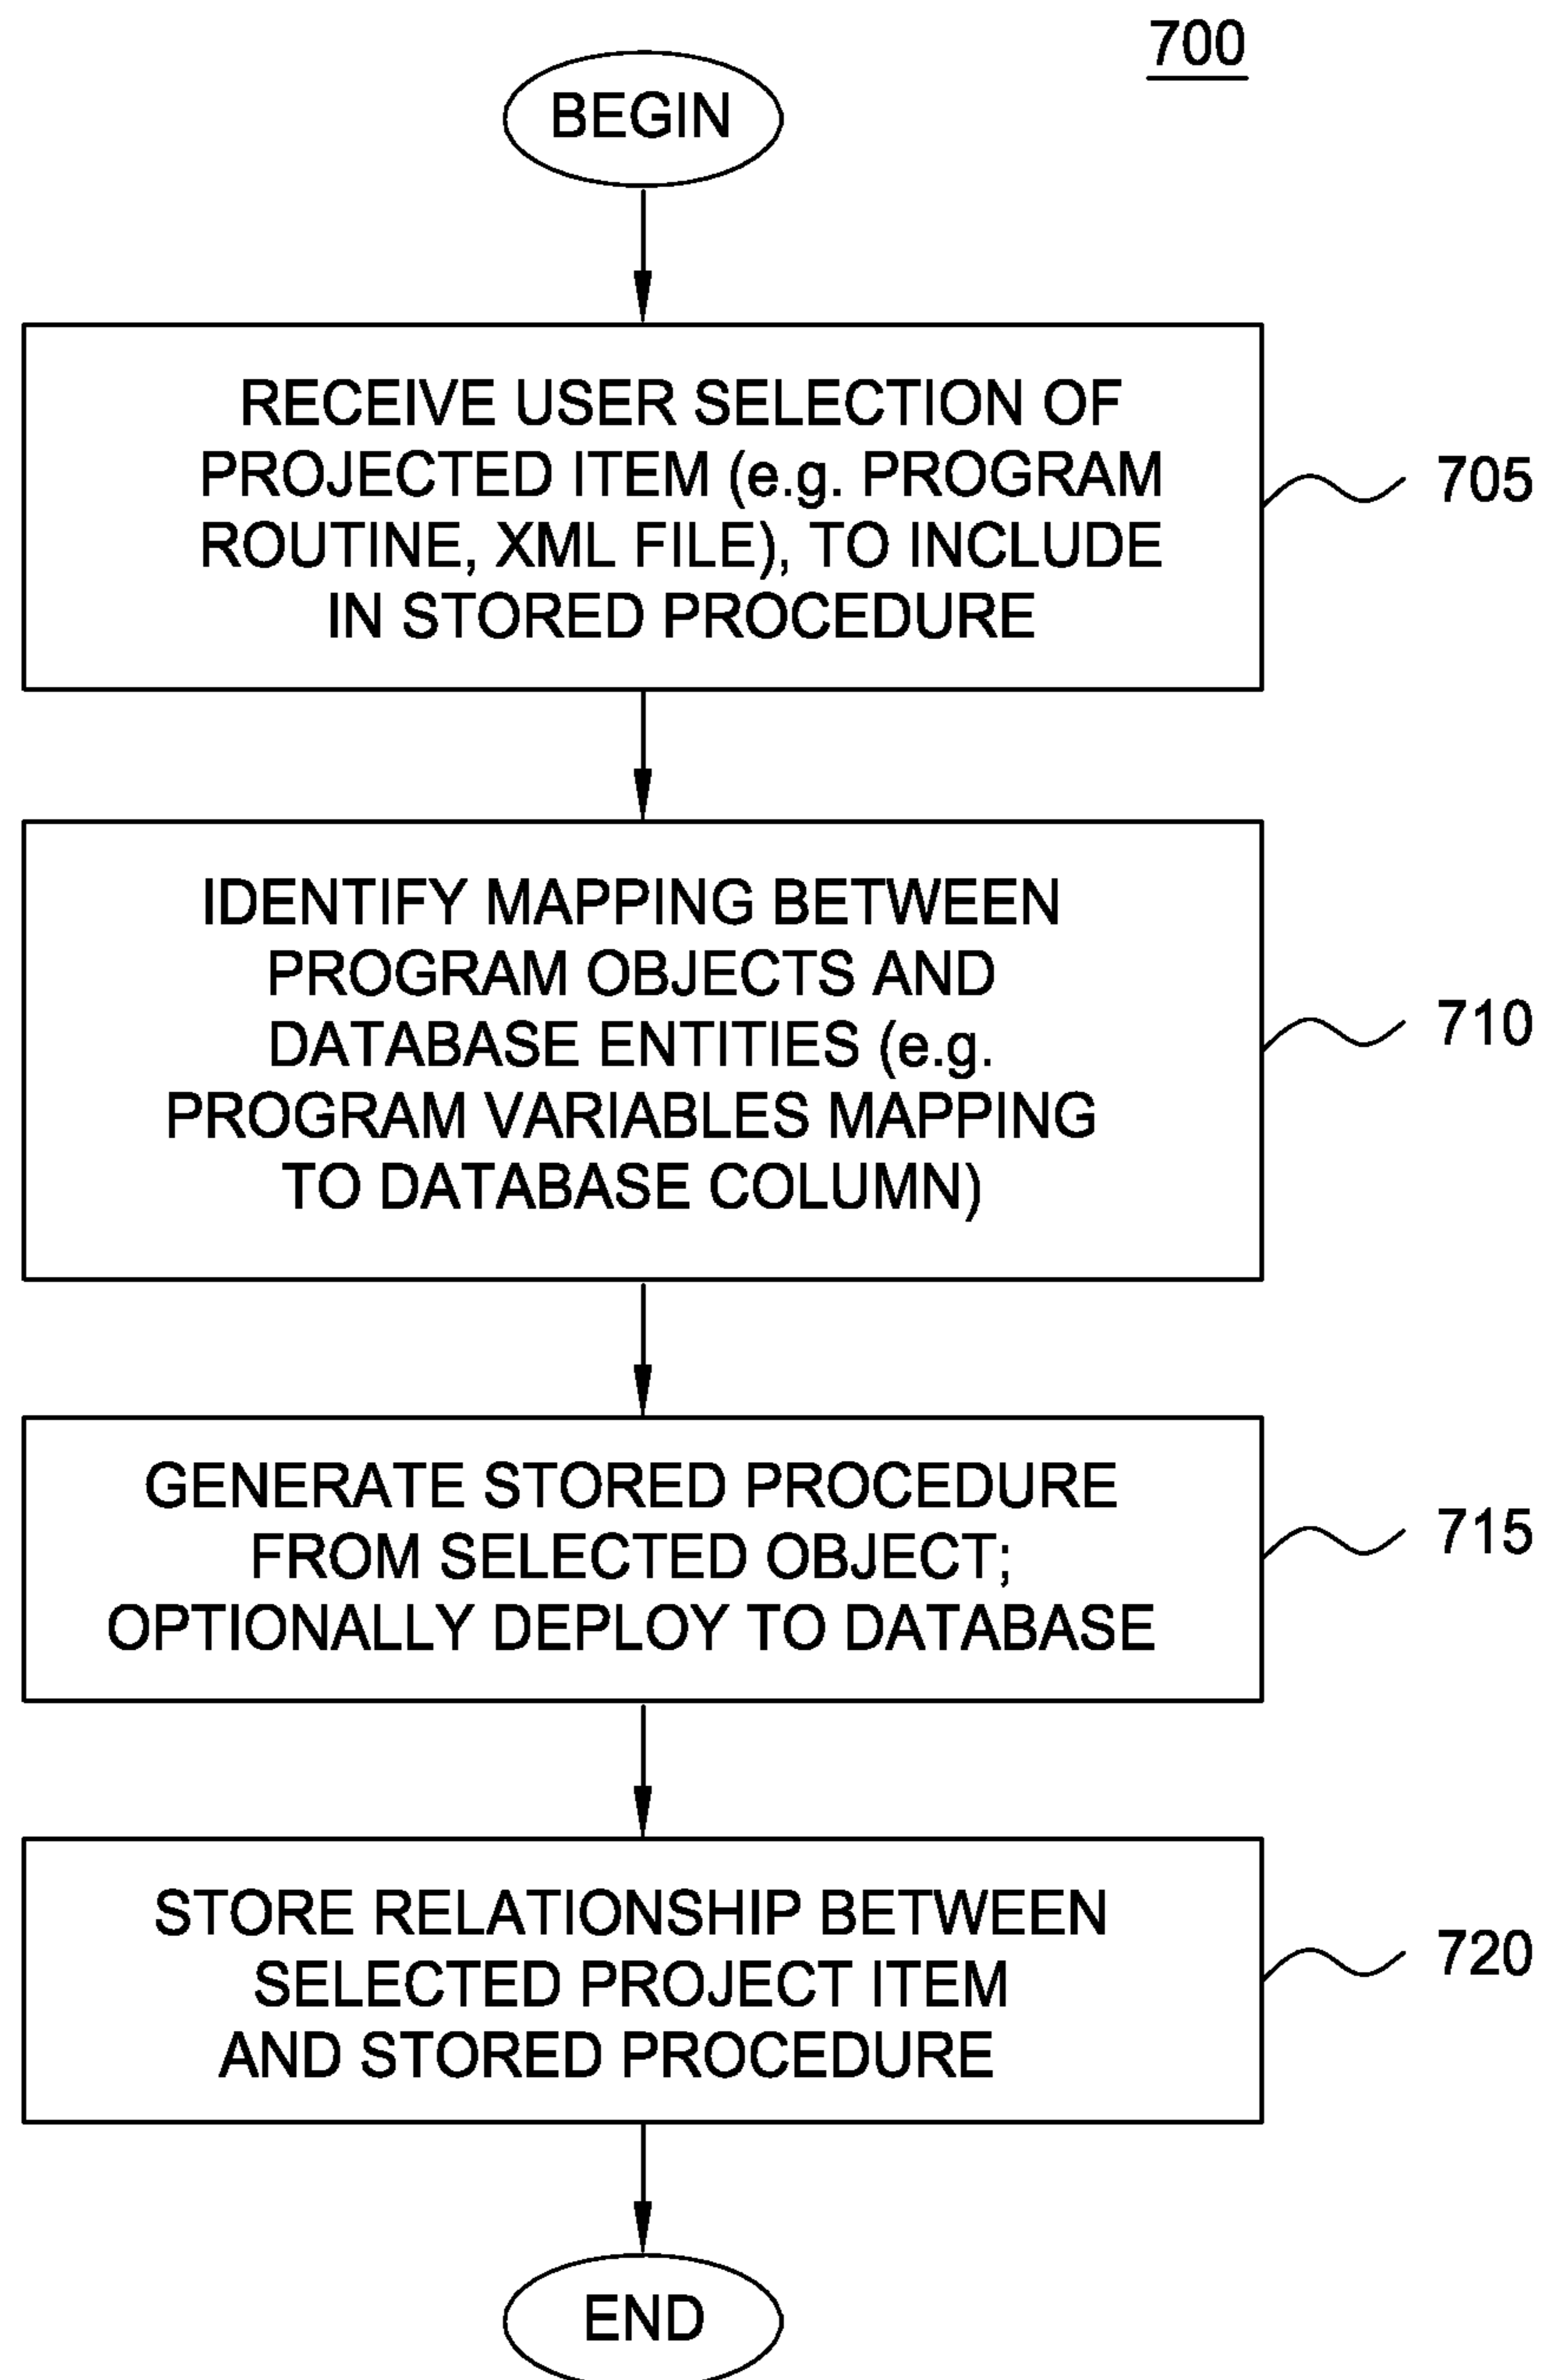 700
BEGIN
RECEIVE USER SELECTION OF
PROJECTED ITEM (e.g. PROGRAM
ROUTINE, XML FILE), TO INCLUDE
IN STORED PROCEDURE
705
IDENTIFY MAPPING BETWEEN
PROGRAM OBJECTS AND
DATABASE ENTITIES (e.g.
PROGRAM VARIABLES MAPPING
TO DATABASE COLUMN)
710
GENERATE STORED PROCEDURE
FROM SELECTED OBJECT;
OPTIONALLY DEPLOY TO DATABASE
715
STORE RELATIONSHIP BETWEEN
SELECTED PROJECT ITEM
AND STORED PROCEDURE
720
END